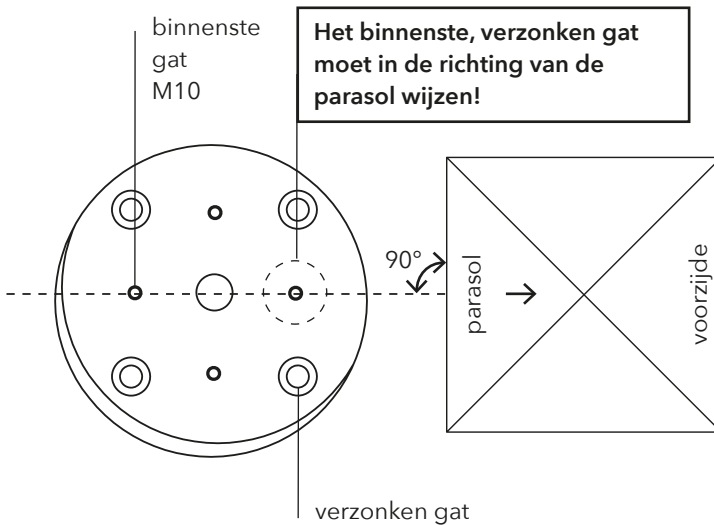 binnenste
gat
M10
Het binnenste, verzonken gat
moet in de richting van de
parasol wijzen!
90°
parasol
voorzijde
verzonken gat